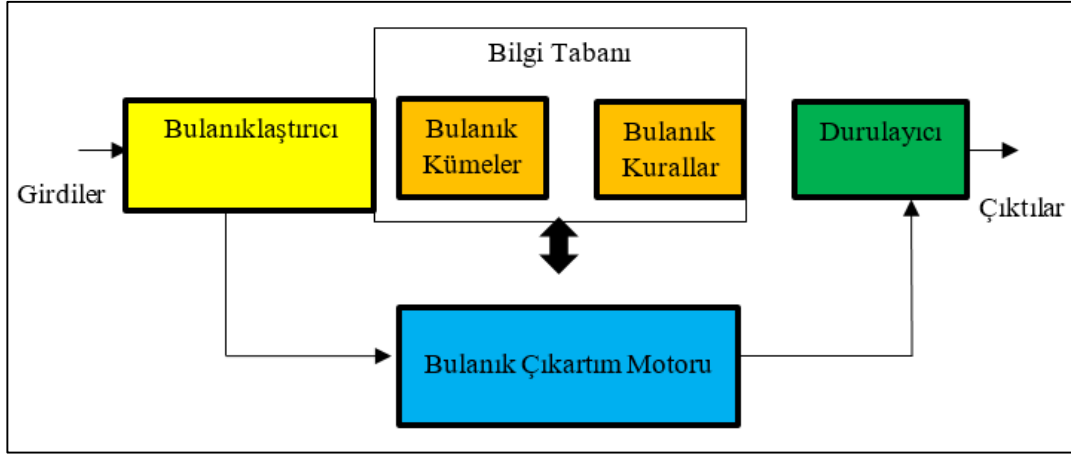 Bilgi Tabanı
Bulanıklaştırıcı
Bulanık
Kümeler
Bulanık
Kurallar
Durulayıcı
Girdiler
Çıktılar
Bulanık Çıkartım Motoru